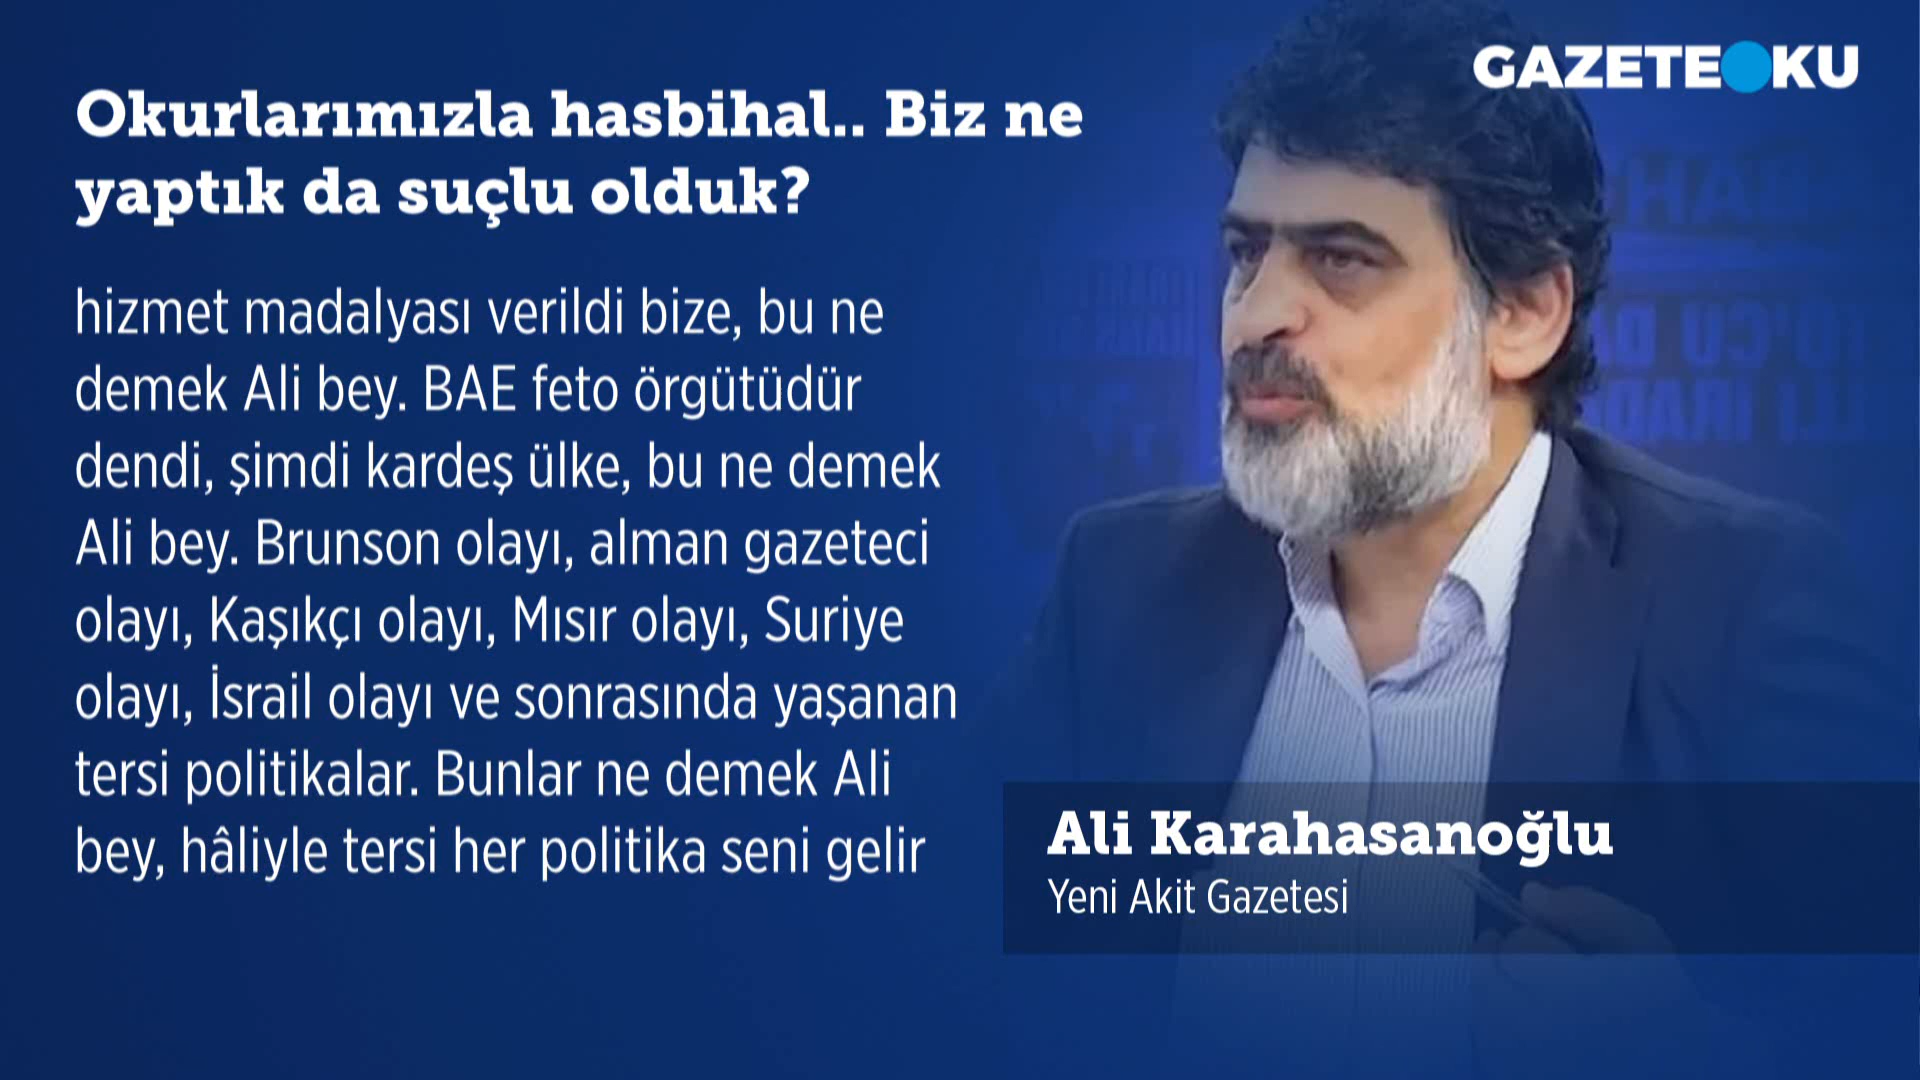 GAZETE OKU
Okurlarımızla hasbihal.. Biz ne
yaptık da suçlu olduk?
hizmet madalyası verildi bize, bu ne
demek Ali bey. BAE feto örgütüdür
dendi, şimdi kardeş ülke, bu ne demek
Ali bey. Brunson olayı, alman gazeteci
olayı, Kaşıkçı olayı, Mısır olayı, Suriye
olayı, İsrail olayı ve sonrasında yaşanan
tersi politikalar. Bunlar ne demek Ali
bey, hâliyle tersi her politika seni gelir
Ali Karahasanoğlu
Yeni Akit Gazetesi